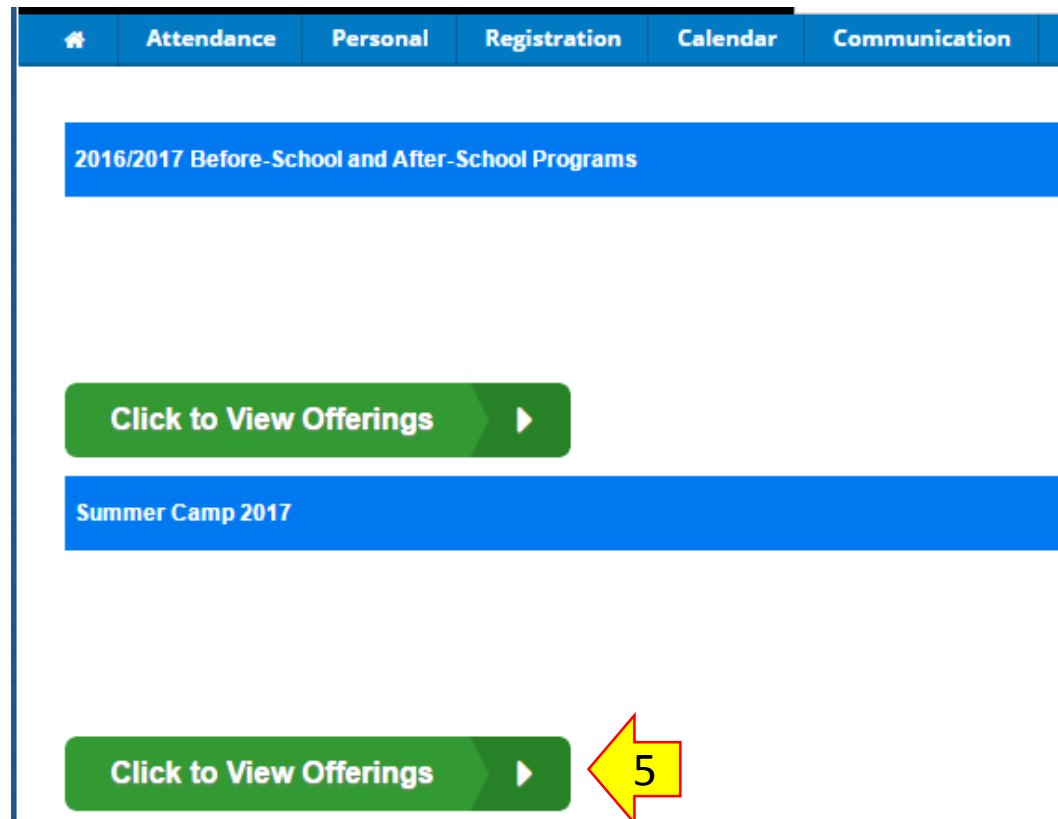 Attendance Personal Registration Calendar Communication
2016/2017 Before-School and After-School Programs
Click to View Offerings
Summer Camp 2017
Click to View Offerings 5